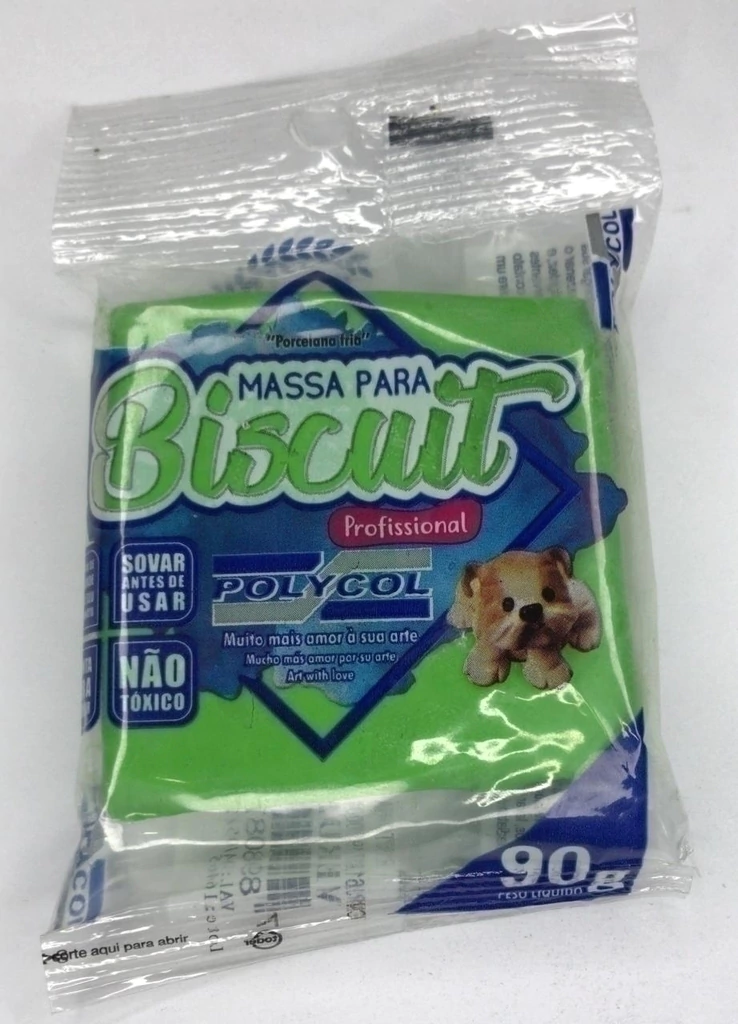 "Porcelana fria"
MASSA PARA
Biscuit
Profissional
POLYCOL
Muito mais amor à sua arte
Mucho más amor por su arte
Art with love
SOVAR
ANTES DE
USAR
NÃO
TÓXICO
90g
PESO LÍQUIDO
Corte aqui para abrir